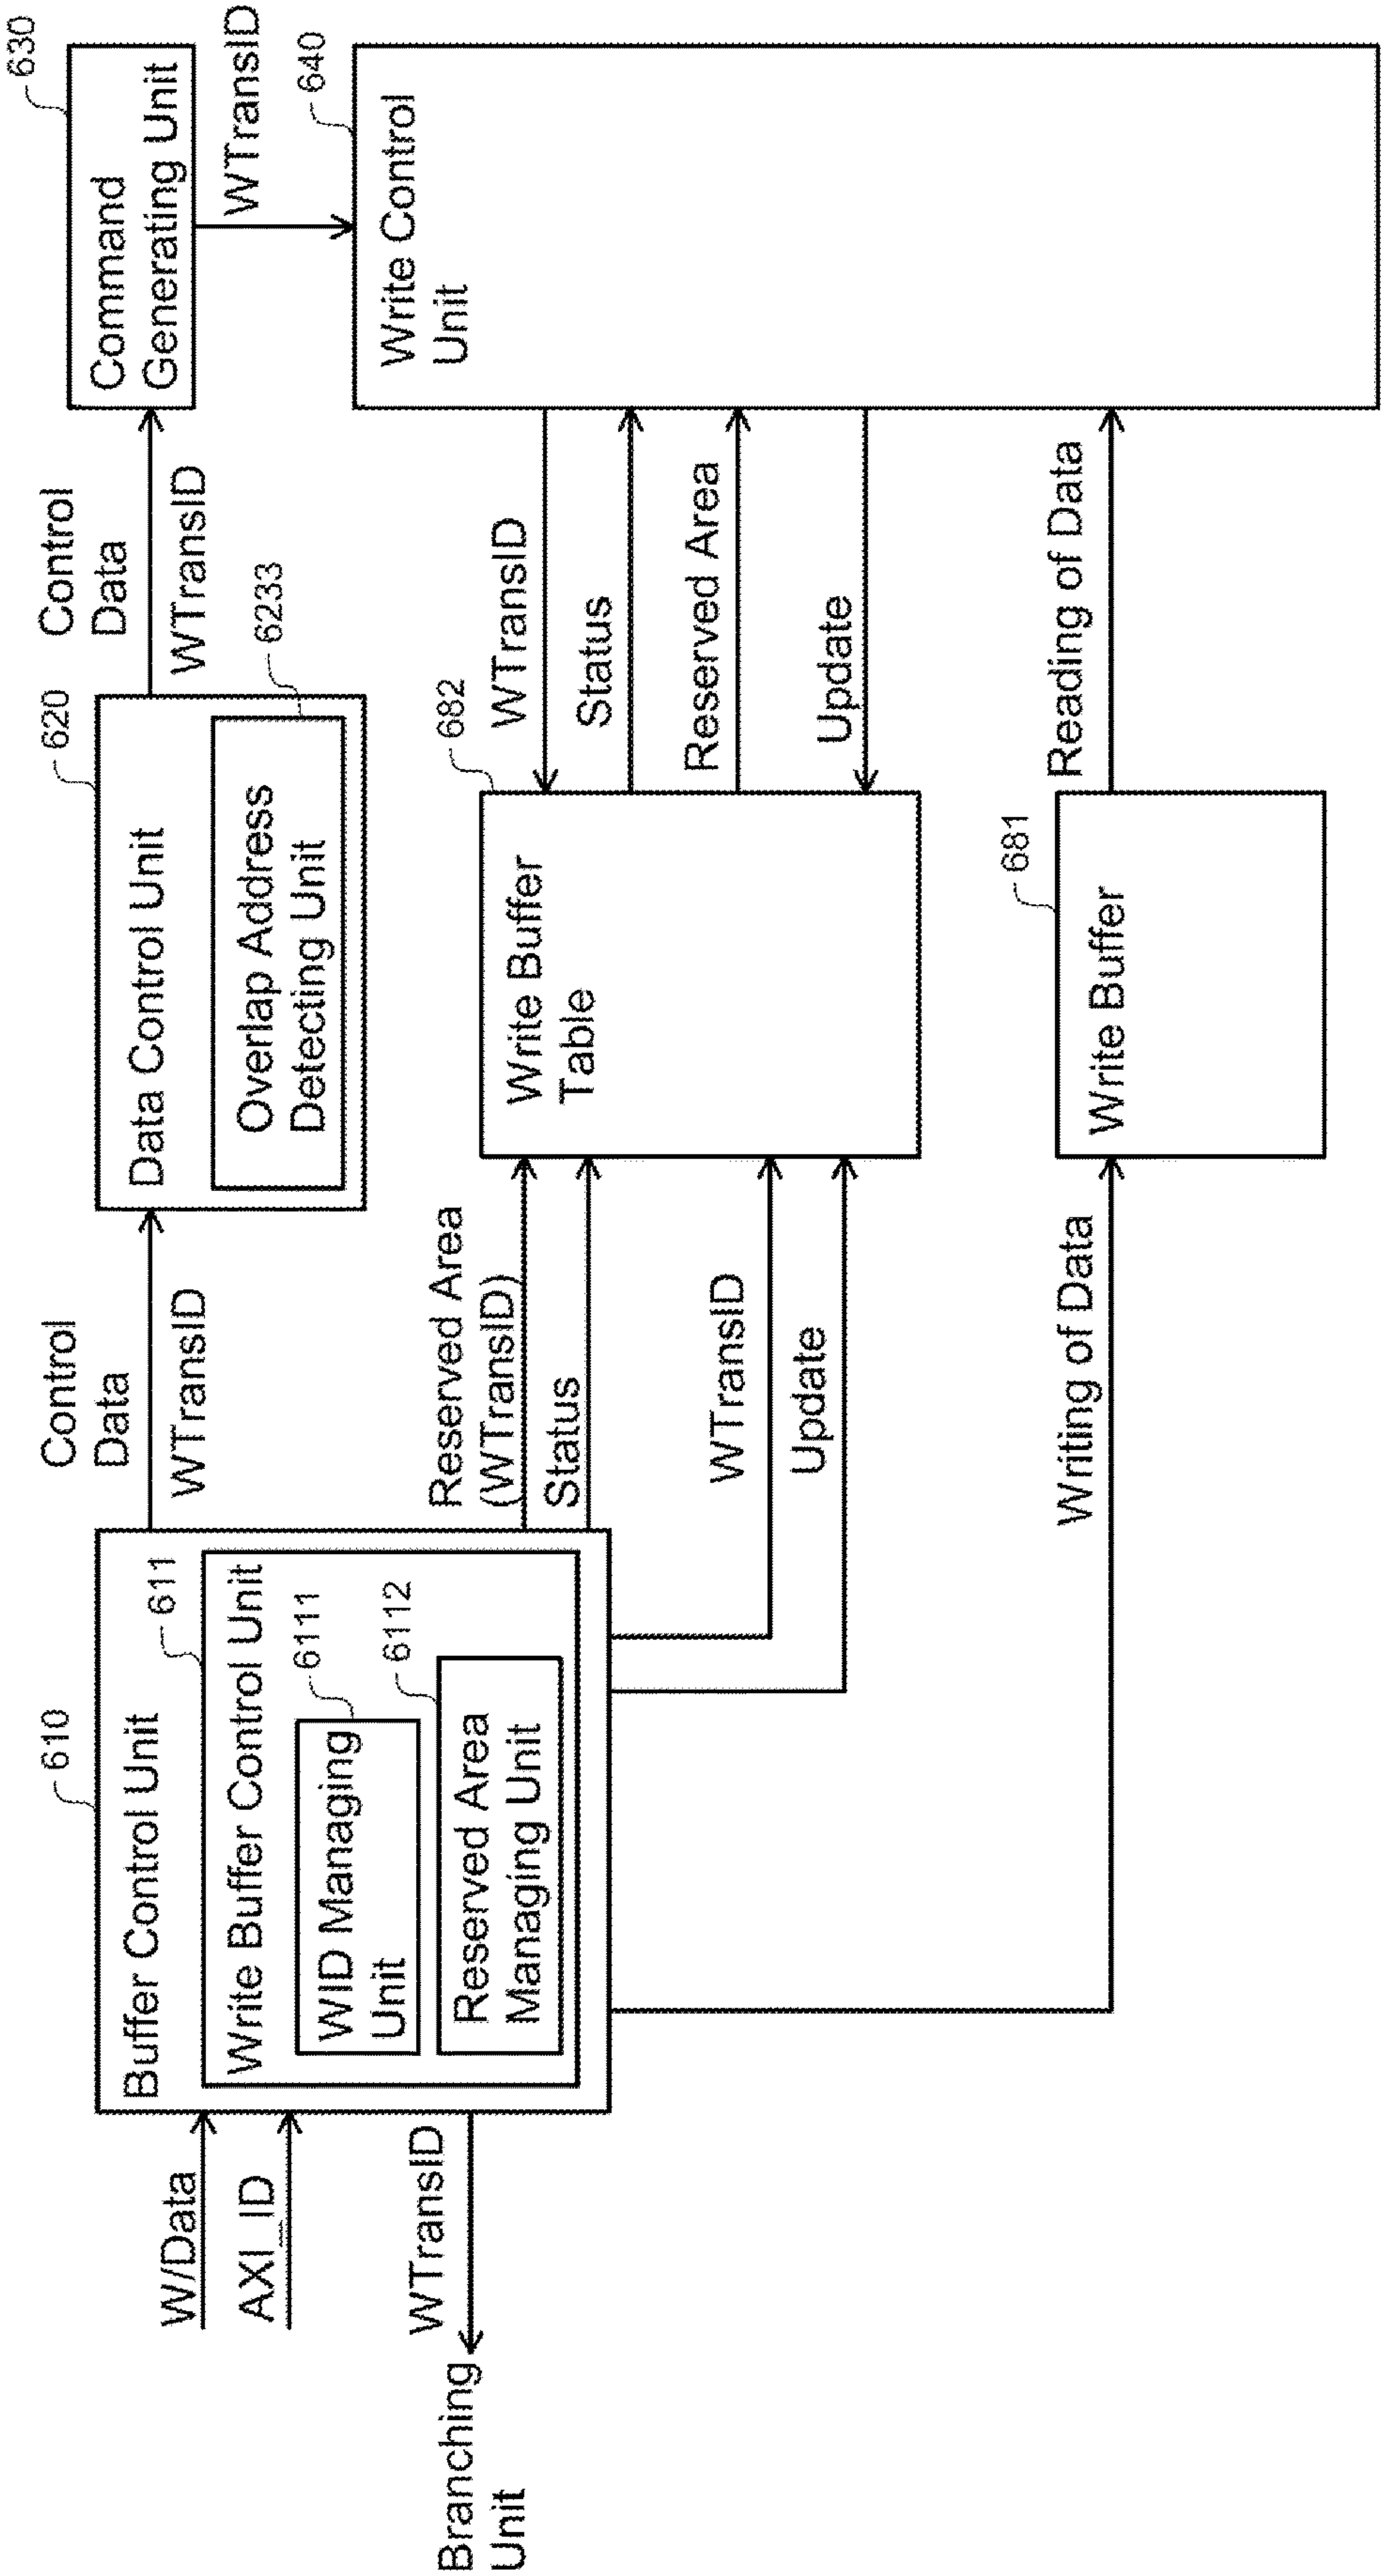 610
Buffer Control Unit
611
Write Buffer Control Unit
6111
WID Managing
Unit
6112
Reserved Area
Managing Unit
W/Data
AXI_ID
WTransID
Branching
Unit
Control
Data
WTransID
620
Data Control Unit
6233
Overlap Address
Detecting Unit
Control
Data
WTransID
630
Command
Generating Unit
WTransID
640
Write Control
Unit
Reserved Area
(WTransID)
Status
WTransID
Update
682
Write Buffer
Table
WTransID
Status
Reserved Area
Update
Writing of Data
681
Write Buffer
Reading of Data